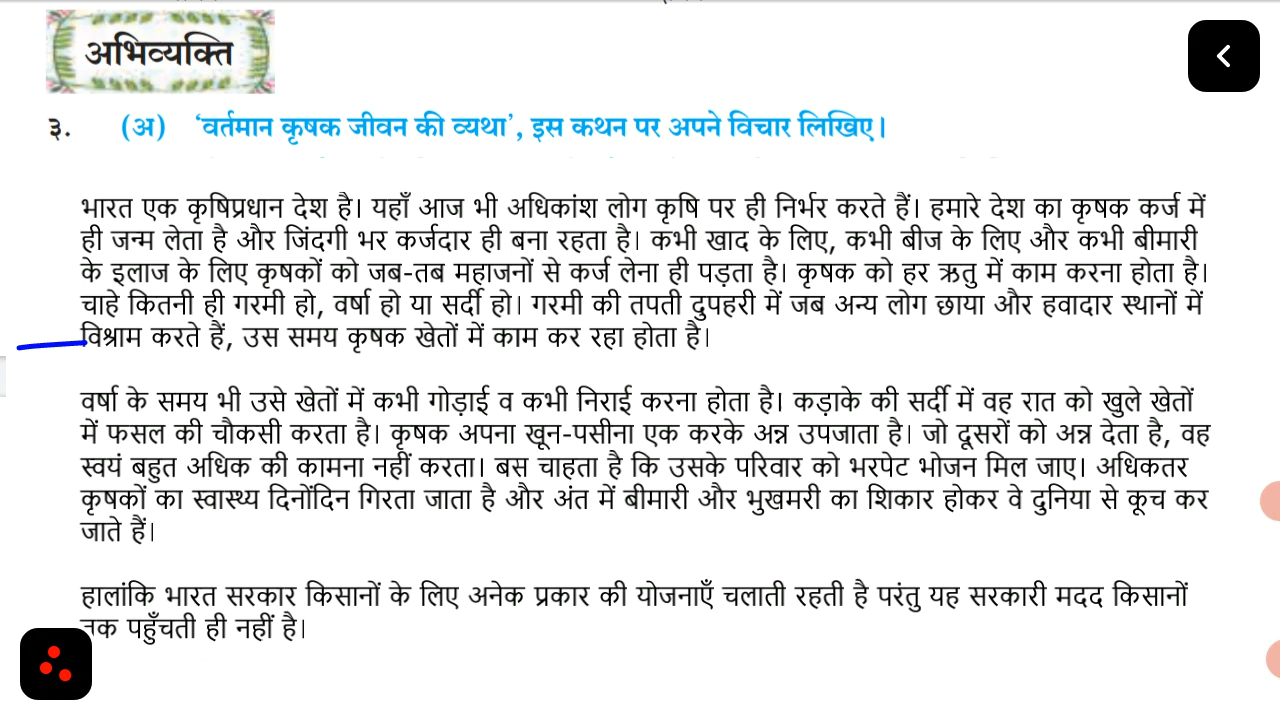 अभिव्यक्ति
३. (अ) ‘वर्तमान कृषक जीवन की व्यथा’, इस कथन पर अपने विचार लिखिए।
भारत एक कृषिप्रधान देश है। यहाँ आज भी अधिकांश लोग कृषि पर ही निर्भर करते हैं। हमारे देश का कृषक कर्ज में
ही जन्म लेता है और जिंदगी भर कर्जदार ही बना रहता है। कभी खाद के लिए, कभी बीज के लिए और कभी बीमारी
के इलाज के लिए कृषकों को जब-तब महाजनों से कर्ज लेना ही पड़ता है। कृषक को हर ऋतु में काम करना होता है।
चाहे कितनी ही गरमी हो, वर्षा हो या सर्दी हो। गरमी की तपती दुपहरी में जब अन्य लोग छाया और हवादार स्थानों में
विश्राम करते हैं, उस समय कृषक खेतों में काम कर रहा होता है।
वर्षा के समय भी उसे खेतों में कभी गोड़ाई व कभी निराई करना होता है। कड़ाके की सर्दी में वह रात को खुले खेतों
में फसल की चौकसी करता है। कृषक अपना खून-पसीना एक करके अन्न उपजाता है। जो दूसरों को अन्न देता है, वह
स्वयं बहुत अधिक की कामना नहीं करता। बस चाहता है कि उसके परिवार को भरपेट भोजन मिल जाए। अधिकतर
कृषकों का स्वास्थ्य दिनोंदिन गिरता जाता है और अंत में बीमारी और भुखमरी का शिकार होकर वे दुनिया से कूच कर
जाते हैं।
हालांकि भारत सरकार किसानों के लिए अनेक प्रकार की योजनाएँ चलाती रहती है परंतु यह सरकारी मदद किसानों
तक पहुँचती ही नहीं है।